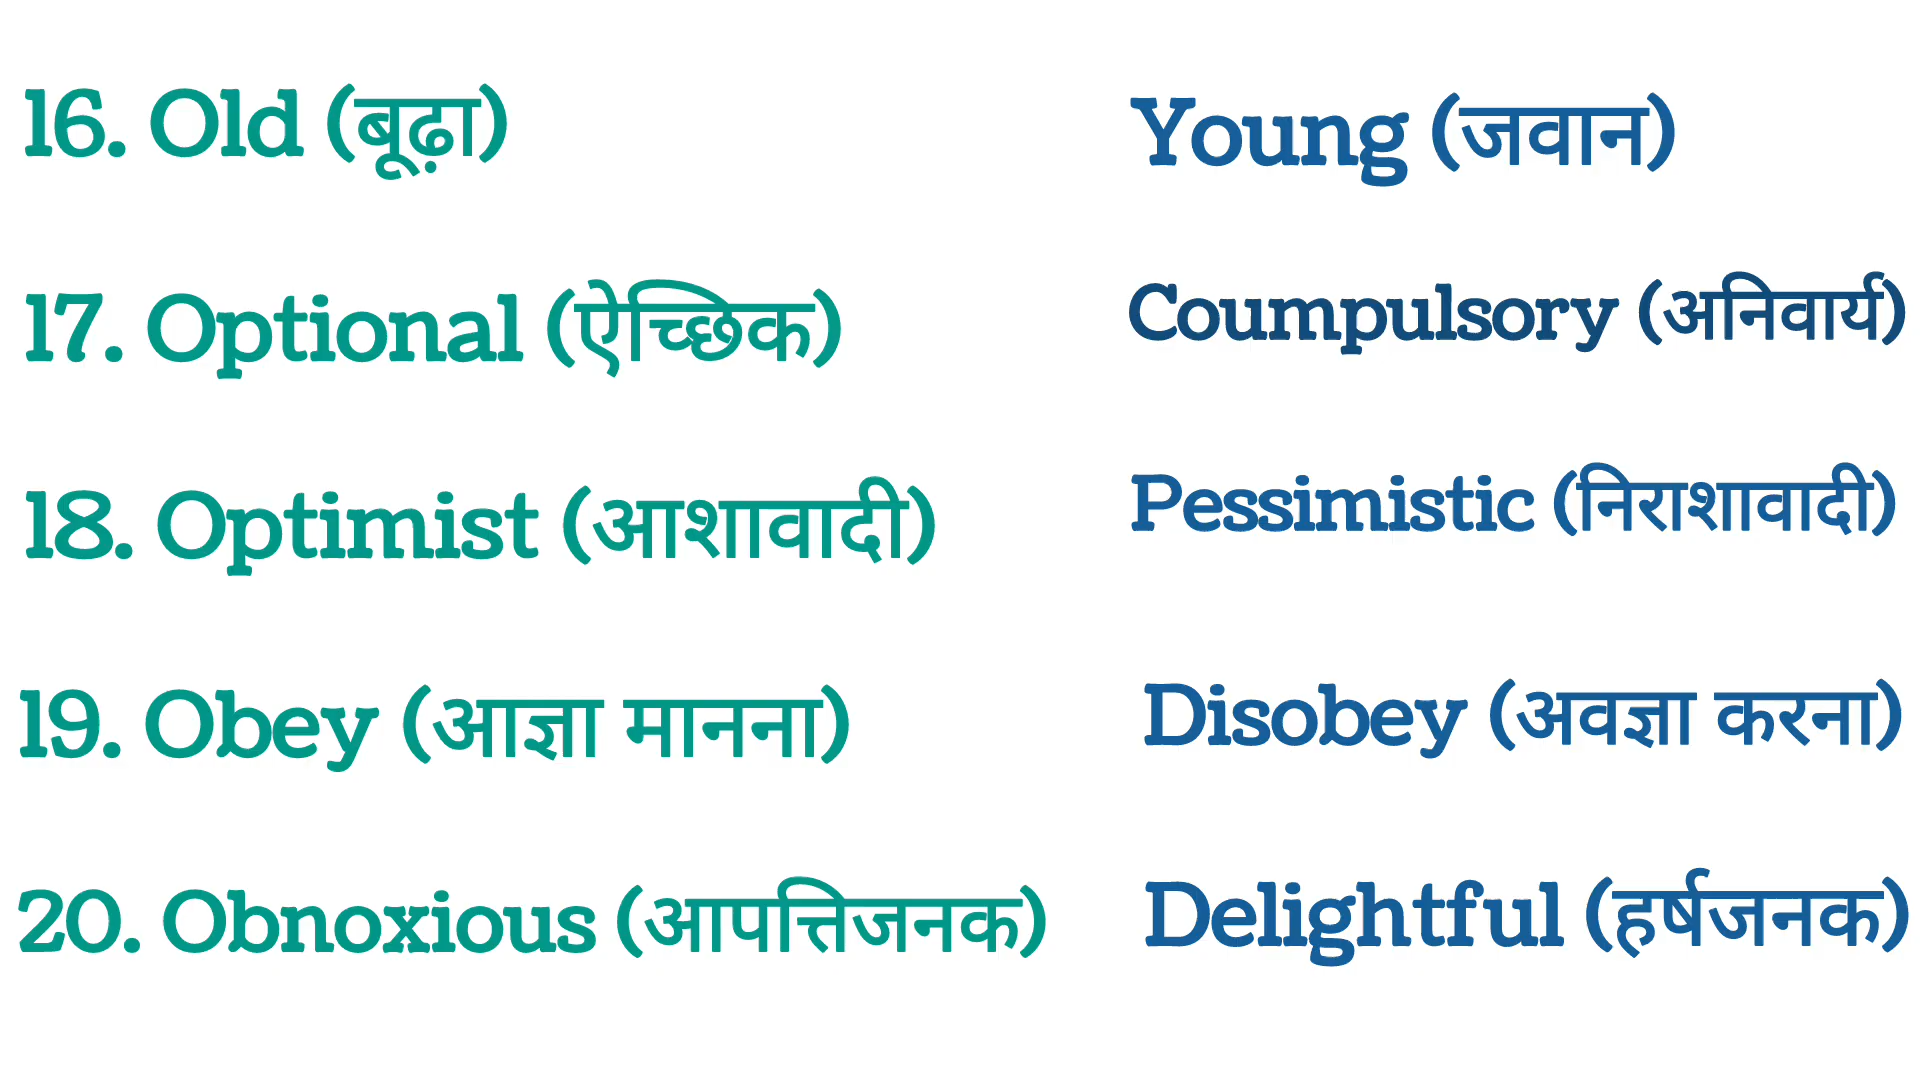 16. Old (बूढ़ा) Young (जवान)
17. Optional (ऐच्छिक) Coumpulsory (अनिवार्य)
18. Optimist (आशावादी) Pessimistic (निराशावादी)
19. Obey (आज्ञा मानना) Disobey (अवज्ञा करना)
20. Obnoxious (आपत्तिजनक) Delightful (हर्षजनक)